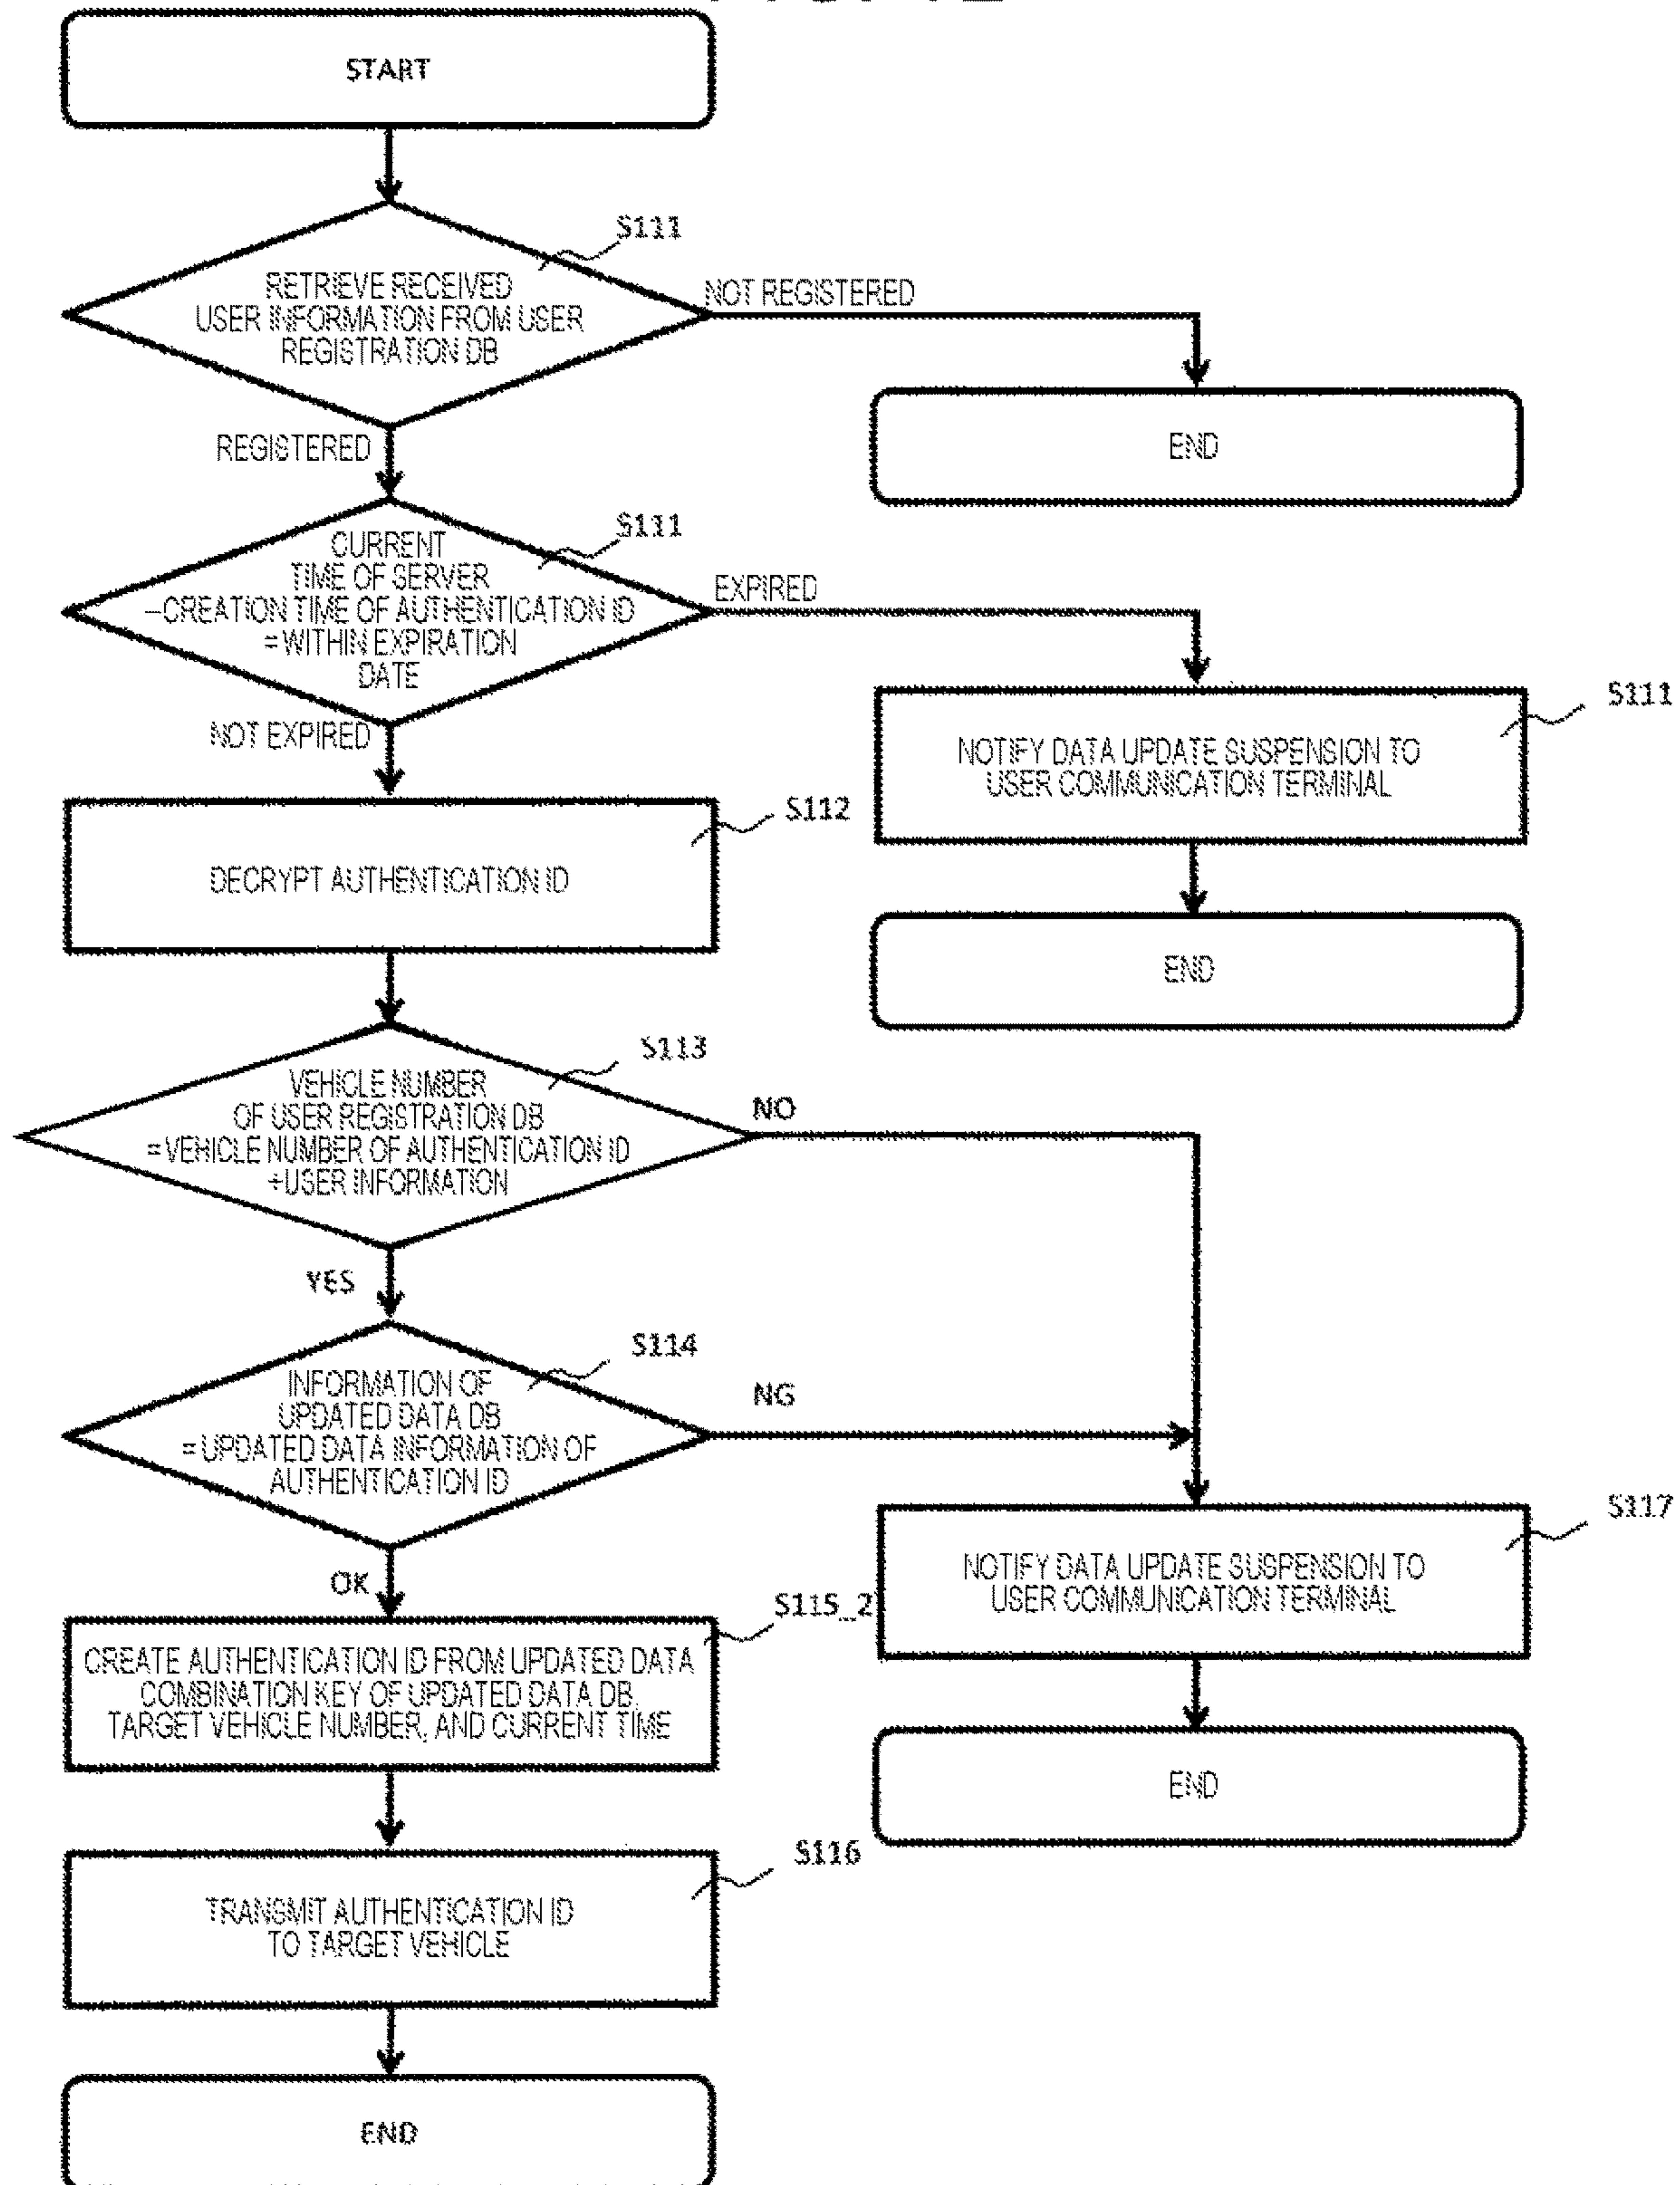 START
S111
RETRIEVE RECEIVED
USER INFORMATION FROM USER
REGISTRATION DB
NOT REGISTERED
END
REGISTERED
S111
CURRENT
TIME OF SERVER
-CREATION TIME OF AUTHENTICATION ID
=WITHIN EXPIRATION
DATE
EXPIRED
S111
NOTIFY DATA UPDATE SUSPENSION TO
USER COMMUNICATION TERMINAL
END
NOT EXPIRED
S112
DECRYPT AUTHENTICATION ID
S113
VEHICLE NUMBER
OF USER REGISTRATION DB
=VEHICLE NUMBER OF AUTHENTICATION ID
+USER INFORMATION
NO
YES
S114
INFORMATION OF
UPDATED DATA DB
=UPDATED DATA INFORMATION OF
AUTHENTICATION ID
NG
S117
NOTIFY DATA UPDATE SUSPENSION TO
USER COMMUNICATION TERMINAL
END
OK
S115_2
CREATE AUTHENTICATION ID FROM UPDATED DATA
COMBINATION KEY OF UPDATED DATA DB,
TARGET VEHICLE NUMBER, AND CURRENT TIME
S116
TRANSMIT AUTHENTICATION ID
TO TARGET VEHICLE
END